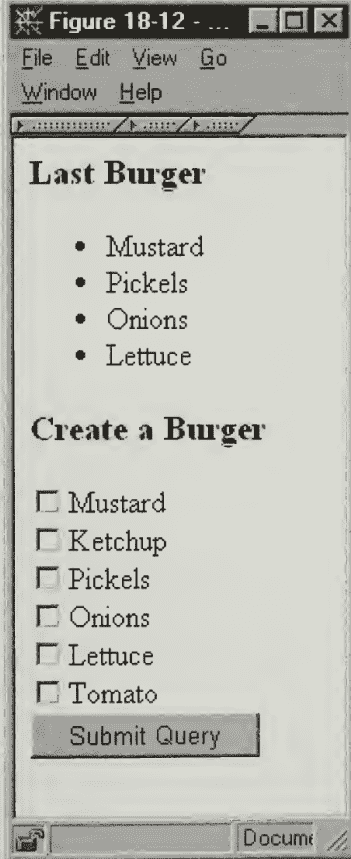 Figure 18-12 - ...
File Edit View Go
Window Help
Last Burger
• Mustard
• Pickels
• Onions
• Lettuce
Create a Burger
Mustard
Ketchup
Pickels
Onions
Lettuce
Tomato
Submit Query
Docume